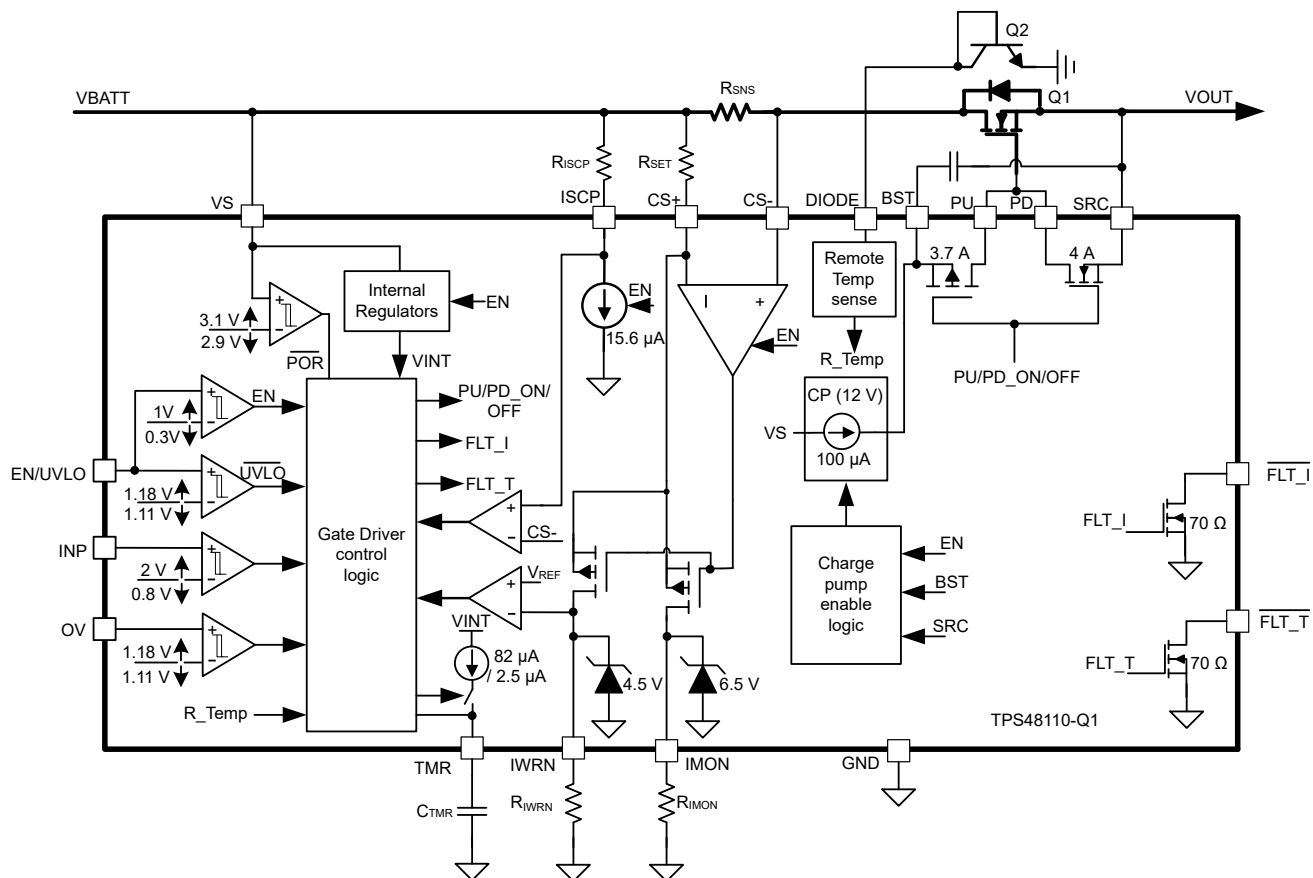 Q2
RSNS
Q1
VBATT
VOUT
RISCP
RSET
VS
ISCP
CS+
CS-
DIODE
BST
PU
PD
SRC
3.7 A
4 A
Internal
Regulators
EN
EN
15.6 µA
I
+
EN
Remote
Temp
sense
R_Temp
PU/PD_ON/OFF
+
−
3.1 V
2.9 V
POR
VINT
CP (12 V)
VS
100 µA
+
−
EN
1V
0.3V
PU/PD_ON/
OFF
FLT_I
FLT_T
EN/UVLO
+
−
UVLO
1.18 V
1.11 V
Gate Driver
control
logic
+
−
CS-
FLT_I
FLT_I
70 Ω
INP
+
−
2 V
0.8 V
VREF
+
−
Charge
pump
enable
logic
EN
BST
SRC
OV
+
−
1.18 V
1.11 V
VINT
82 µA
/ 2.5 µA
4.5 V
6.5 V
FLT_T
FLT_T
70 Ω
R_Temp
TPS48110-Q1
TMR
IWRN
IMON
GND
CTMR
RIWRN
RIMON